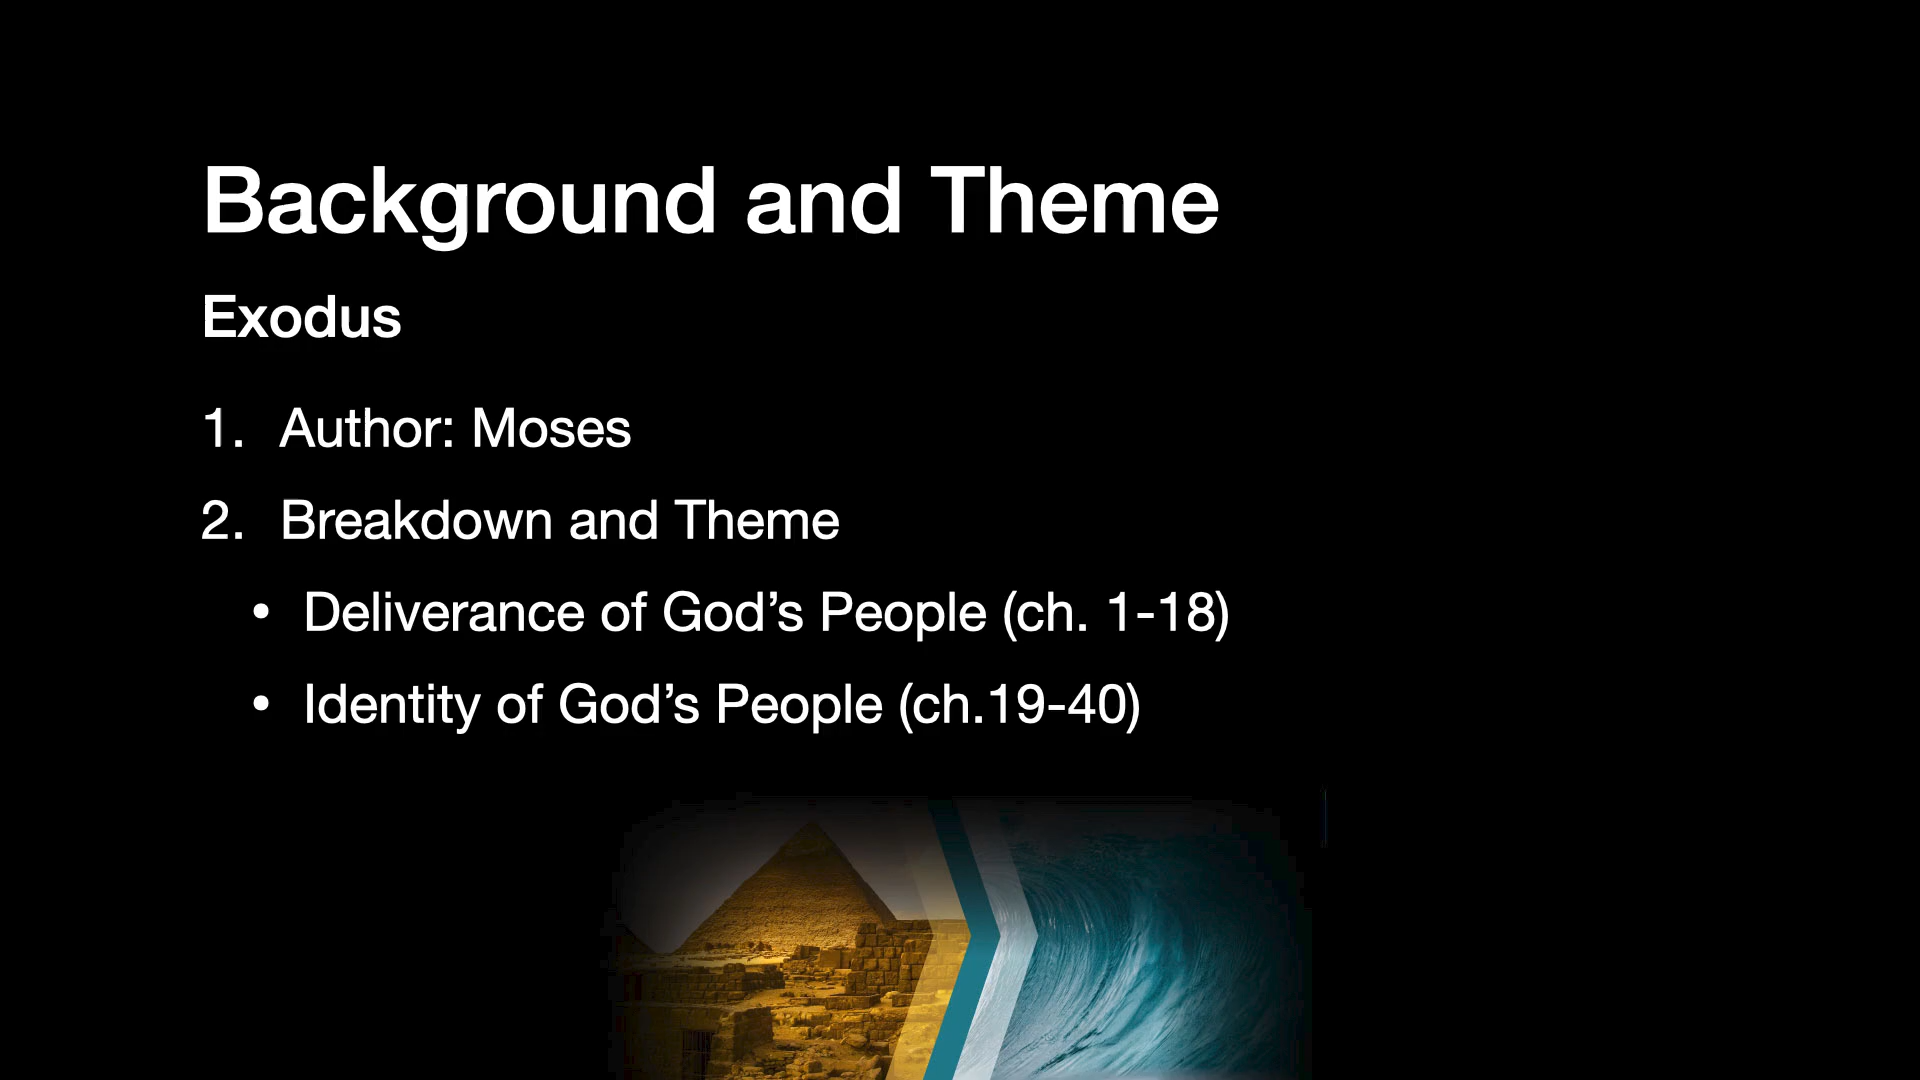 Background and Theme
Exodus
1. Author: Moses
2. Breakdown and Theme
• Deliverance of God’s People (ch. 1-18)
• Identity of God’s People (ch.19-40)